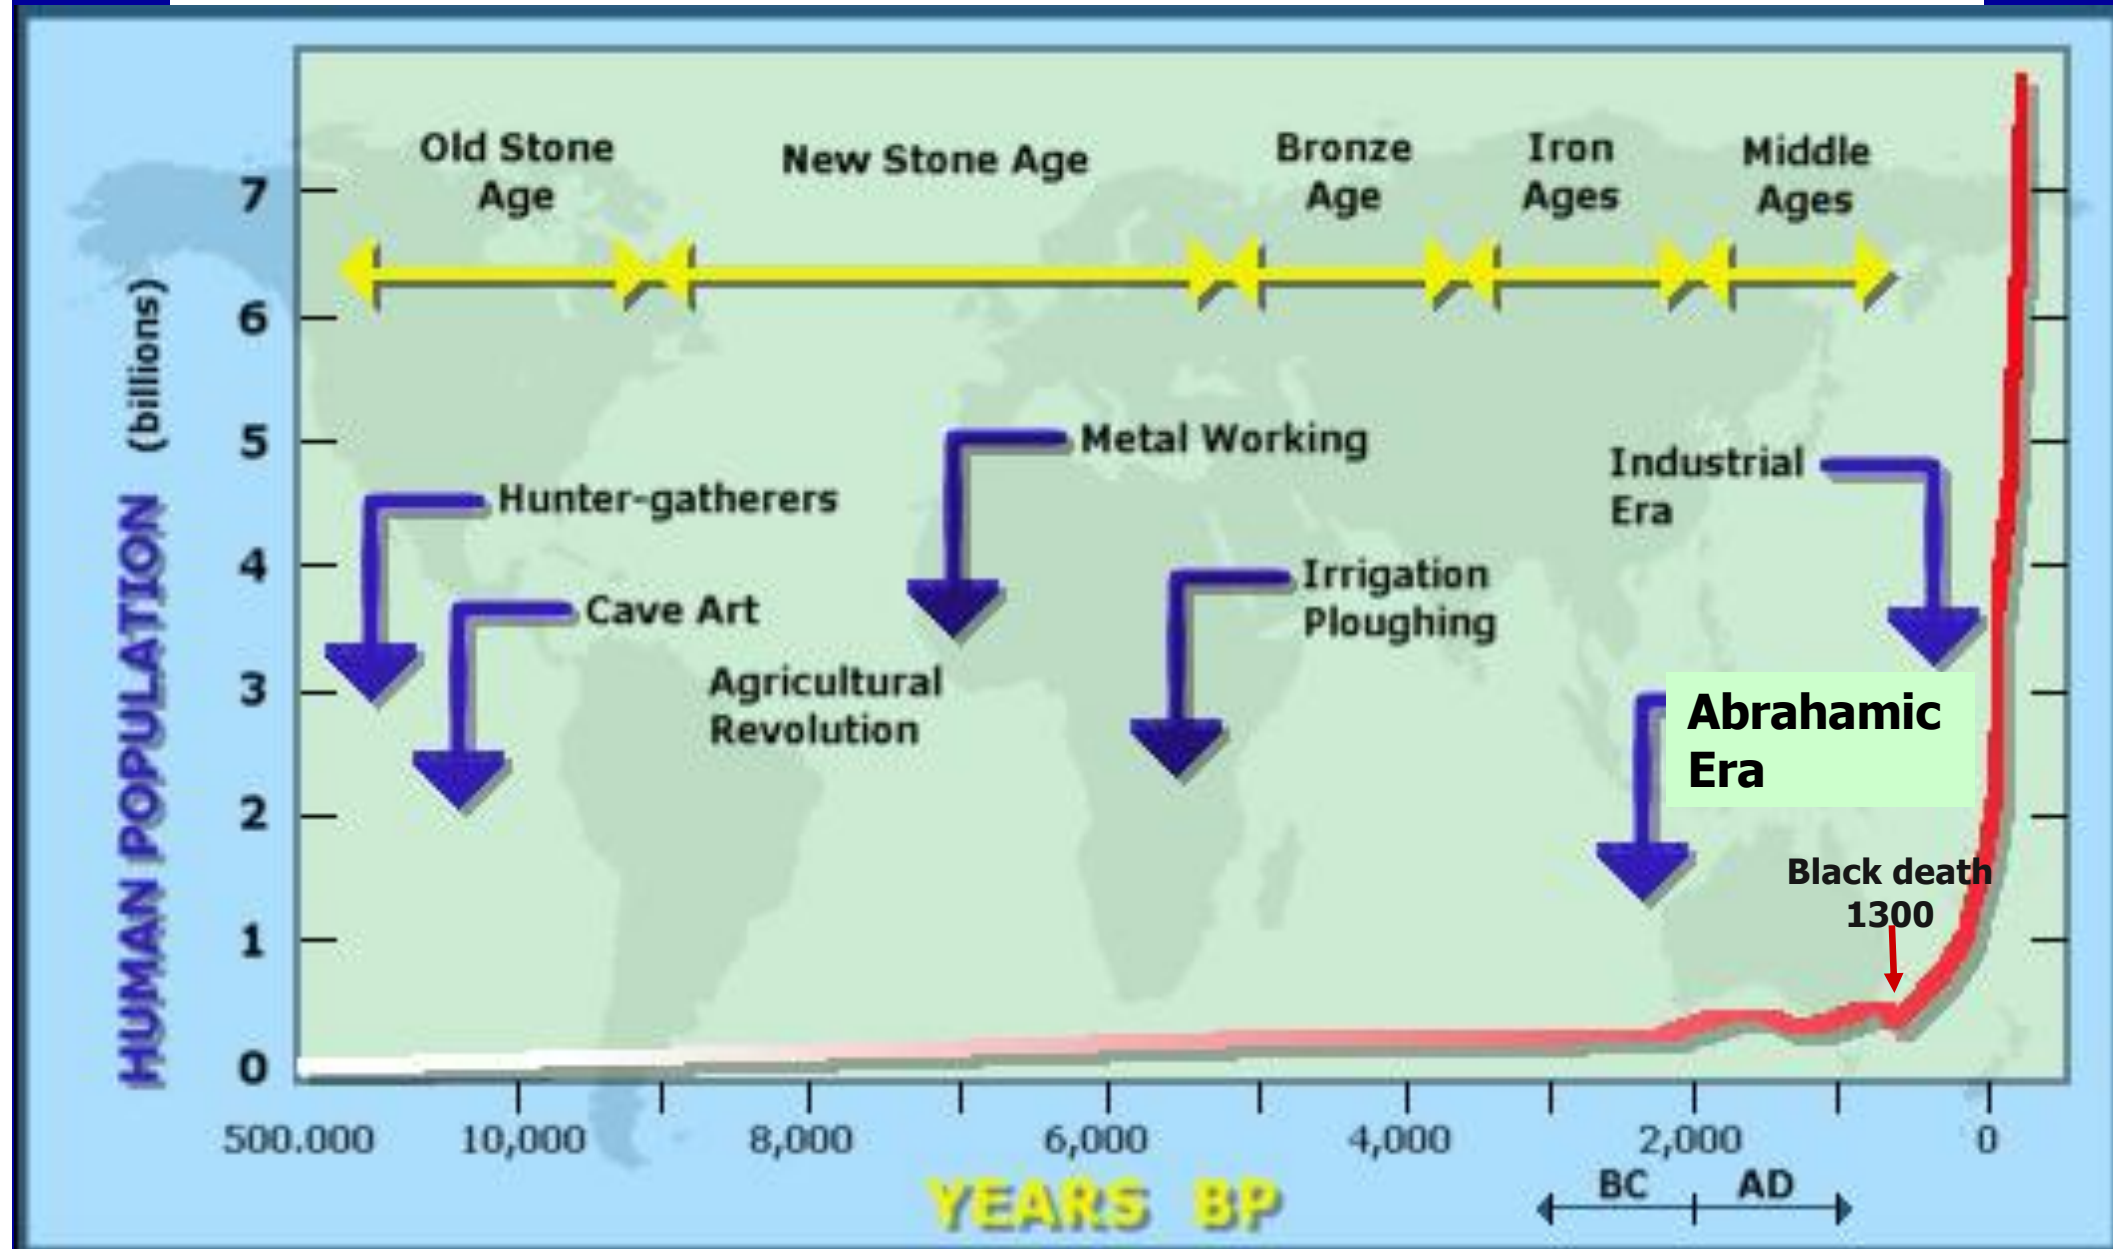 Old Stone
Age
New Stone Age
Bronze
Age
Iron
Ages
Middle
Ages
HUMAN POPULATION (billions)
7
6
5
4
3
2
1
0
Metal Working
Industrial
Era
Hunter-gatherers
Irrigation
Ploughing
Cave Art
Agricultural
Revolution
Abrahamic
Era
Black death
1300
500.000 10,000 8,000 6,000 4,000 2,000 0
YEARS BP
BC AD